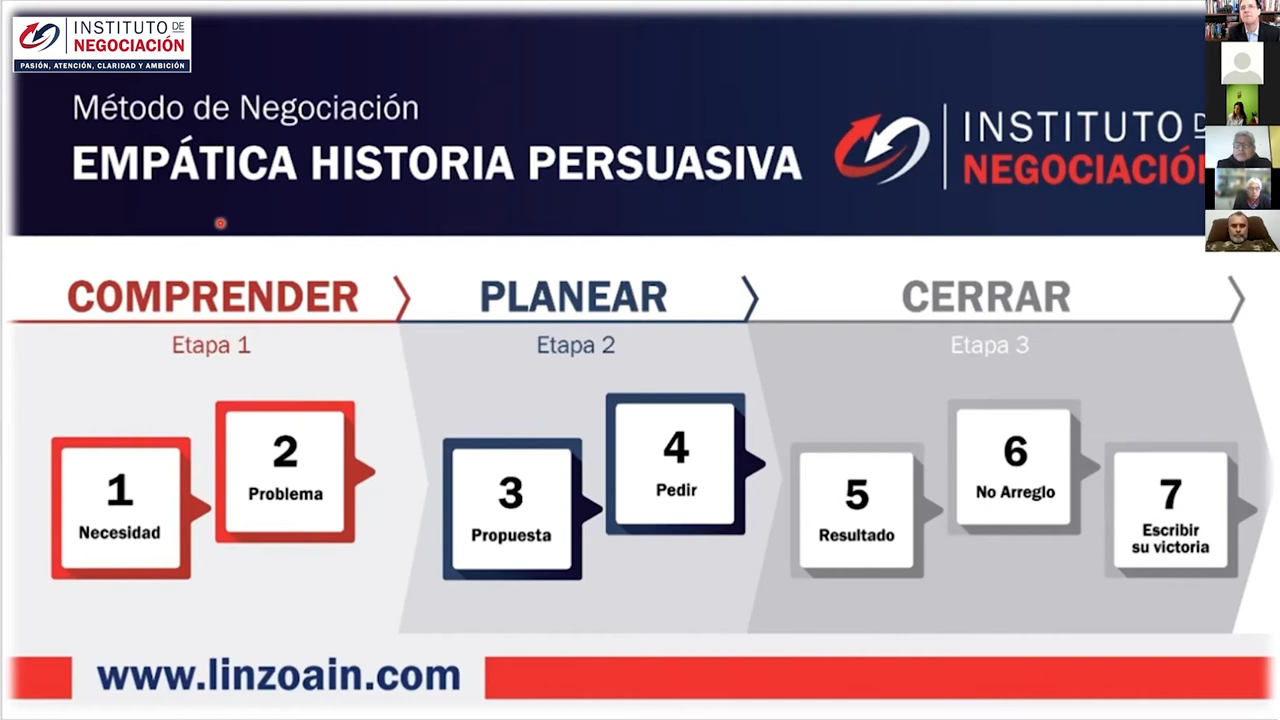 INSTITUTO DE
NEGOCIACIÓN
PASIÓN, ATENCIÓN, CLARIDAD Y AMBICIÓN
Método de Negociación
EMPÁTICA HISTORIA PERSUASIVA
INSTITUTO D
NEGOCIACIÓN
COMPRENDER
PLANEAR
CERRAR
Etapa 1
Etapa 2
Etapa 3
1
Necesidad
2
Problema
3
Propuesta
4
Pedir
5
Resultado
6
No Arreglo
7
Escribir
su victoria
www.linzoain.com